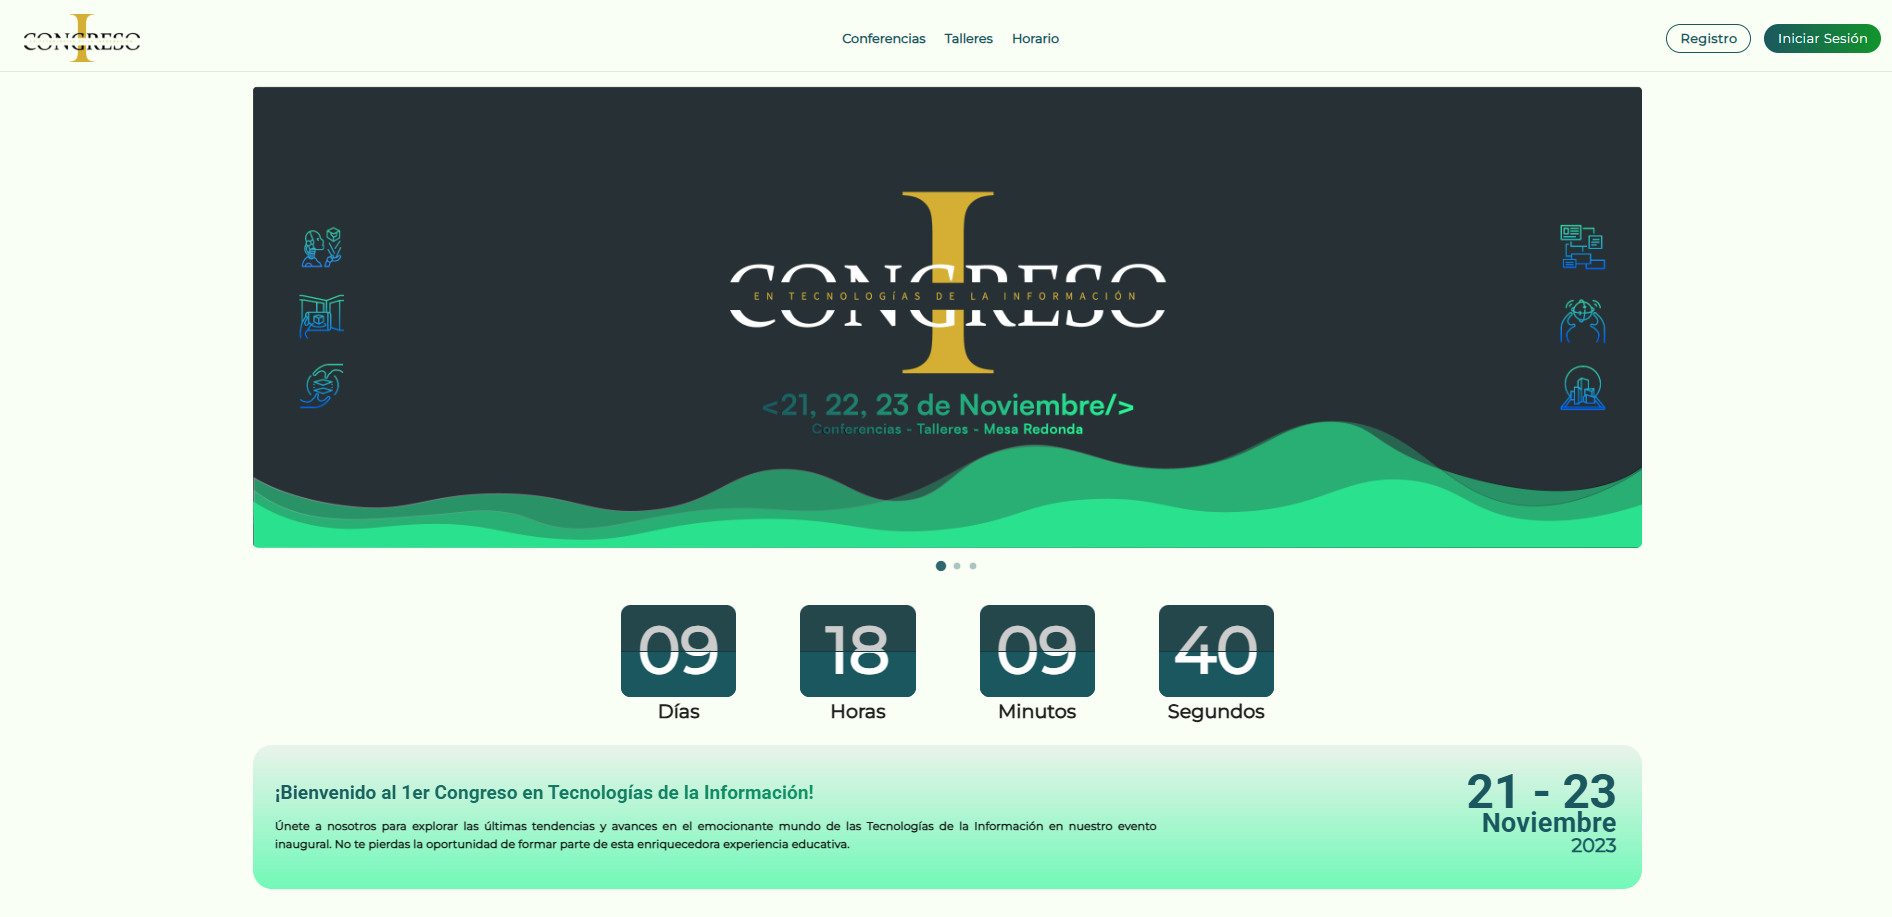 CONGRESO
Conferencias Talleres Horario
Registro Iniciar Sesión
I
CONGRESO
EN TECNOLOGÍAS DE LA INFORMACIÓN
<21, 22, 23 de Noviembre/>
Conferencias - Talleres - Mesa Redonda
09 18 09 40
Días Horas Minutos Segundos
¡Bienvenido al 1er Congreso en Tecnologías de la Información!
Únete a nosotros para explorar las últimas tendencias y avances en el emocionante mundo de las Tecnologías de la Información en nuestro evento
inaugural. No te pierdas la oportunidad de formar parte de esta enriquecedora experiencia educativa.
21 - 23
Noviembre
2023